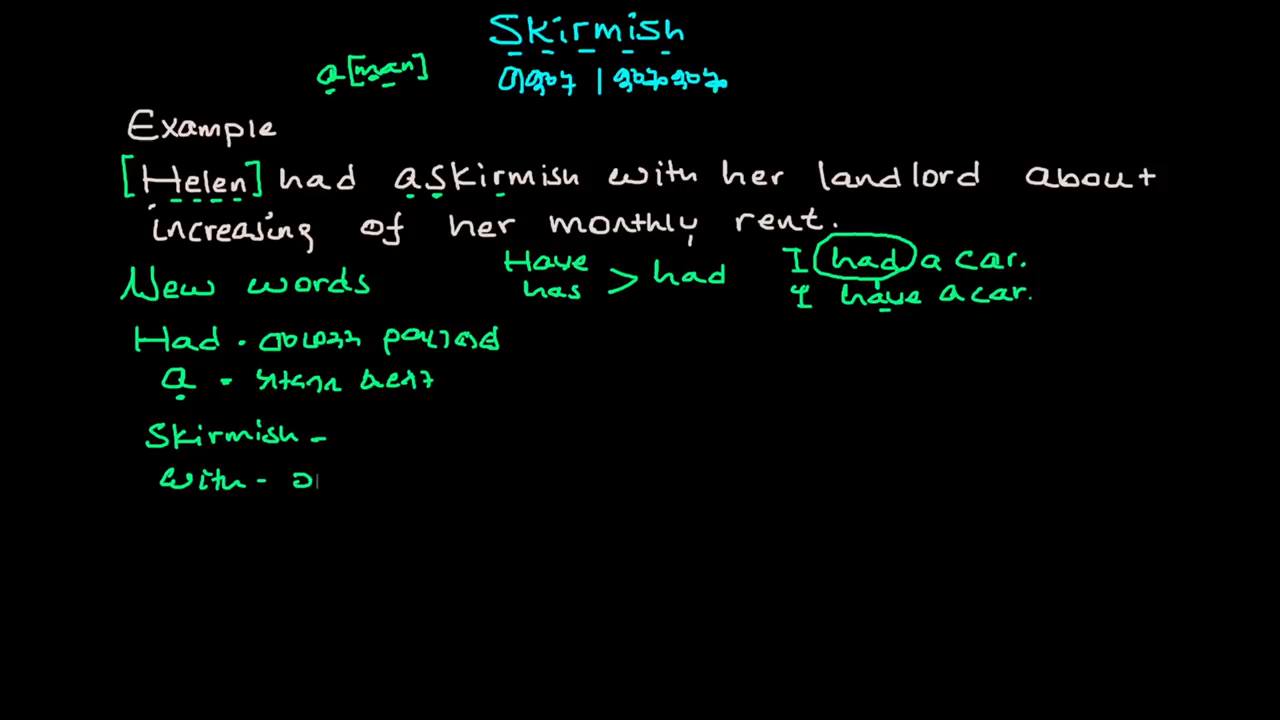 Skirmish
a [man]
Example
[Helen] had a skirmish with her landlord about
increasing of her monthly rent.
New words
Have
has > had
I had a car.
I have a car.
Had -
a -
Skirmish -
with -